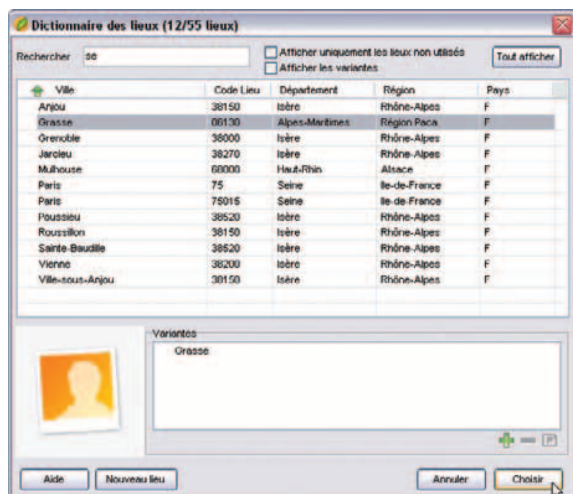 Dictionnaire des lieux (12/55 lieux)
Rechercher se Afficher uniquement les lieux non utilisés Tout afficher
Afficher les variantes
Ville Code Lieu Département Région Pays
Anjou 38150 Isère Rhône-Alpes F
Grasse 06130 Alpes-Maritimes Région Paca F
Grenoble 38000 Isère Rhône-Alpes F
Jarcieu 38270 Isère Rhône-Alpes F
Mulhouse 68000 Haut-Rhin Alsace F
Paris 75 Seine Ile-de-France F
Paris 75015 Seine Ile-de-France F
Poussieu 38520 Isère Rhône-Alpes F
Roussillon 38150 Isère Rhône-Alpes F
Sainte-Baudille 38520 Isère Rhône-Alpes F
Vienne 38200 Isère Rhône-Alpes F
Ville-sous-Anjou 38150 Isère Rhône-Alpes F
Variantes
Grasse
Aide Nouveau lieu Annuler Choisir